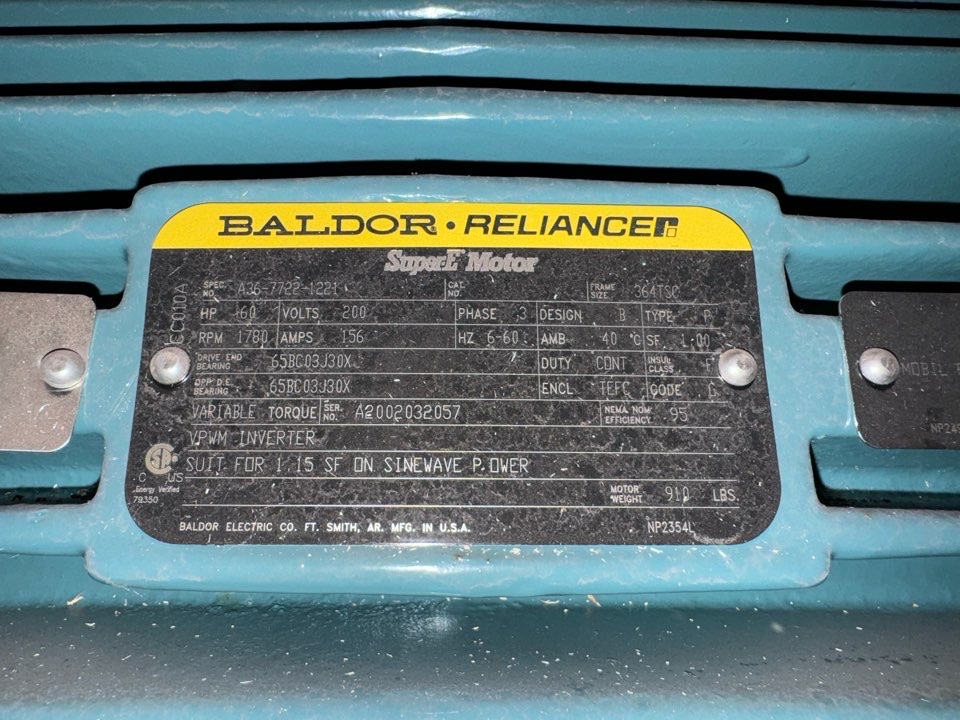 BALDOR • RELIANCE
SuperE Motor
SPEC. NO. A36-7722-1221 CAT. NO. FRAME SIZE 364TSC
HP 60 VOLTS 200 PHASE 3 DESIGN B TYPE P
RPM 1780 AMPS 156 HZ 6-60 AMB 40 °C SF 1.00
DRIVE END BEARING 65BC03J30X DUTY CONT INSUL CLASS F
OPP D.E. BEARING 65BC03J30X ENCL TEFC CODE G
VARIABLE TORQUE SER. NO. A2002032057 NEMA NOM EFFICIENCY 95
VPWM INVERTER
SUIT FOR 1.15 SF ON SINEWAVE POWER
C US
Energy Verified
79350
MOTOR WEIGHT 910 LBS.
BALDOR ELECTRIC CO. FT. SMITH, AR. MFG. IN U.S.A. NP2354L
MOBIL